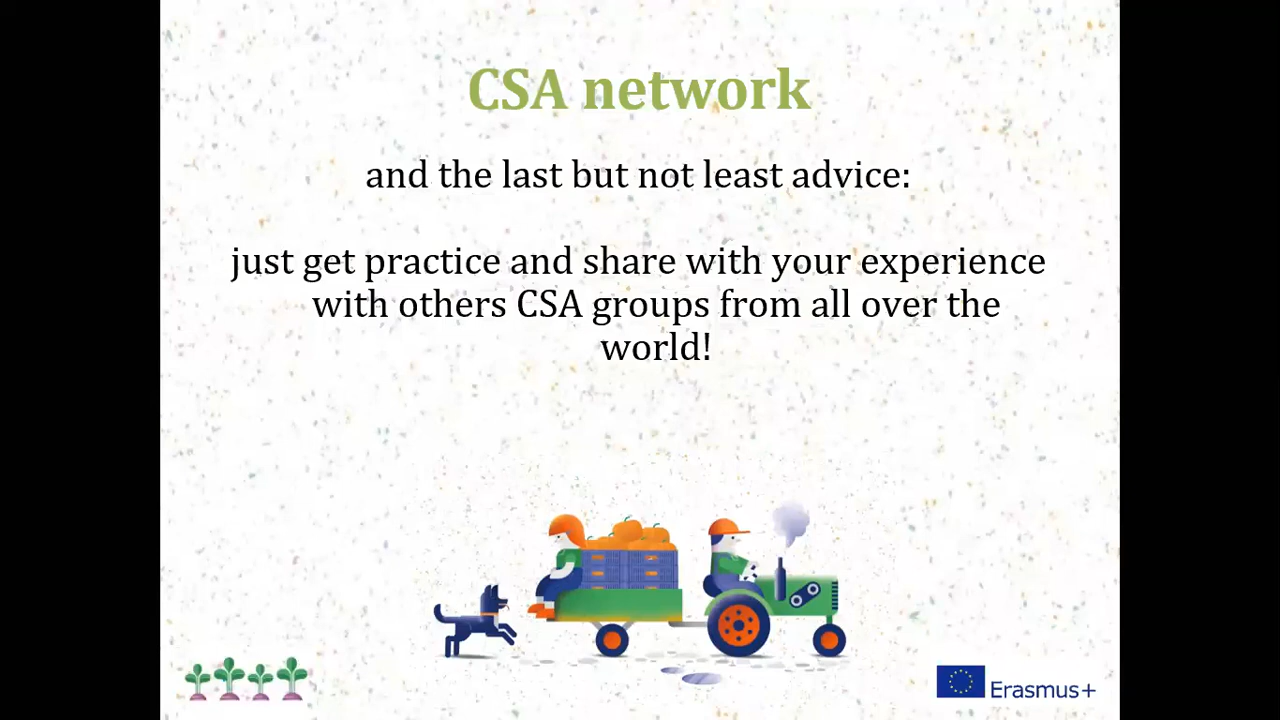 CSA network
and the last but not least advice:
just get practice and share with your experience
with others CSA groups from all over the
world!
Erasmus+